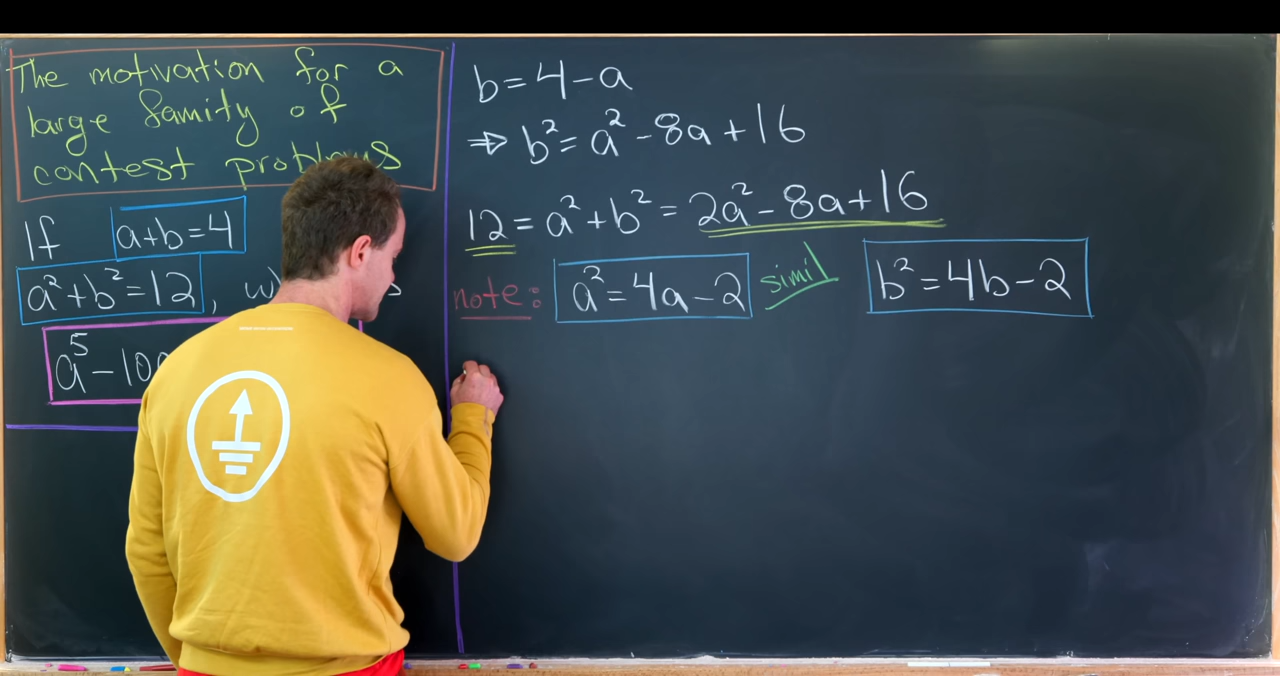 The motivation for a
large family of
contest problems
If a+b=4
a²+b²=12,
a⁵-100
b=4-a
⇒ b²=a²-8a+16
12=a²+b²=2a²-8a+16
note: a²=4a-2 simil b²=4b-2